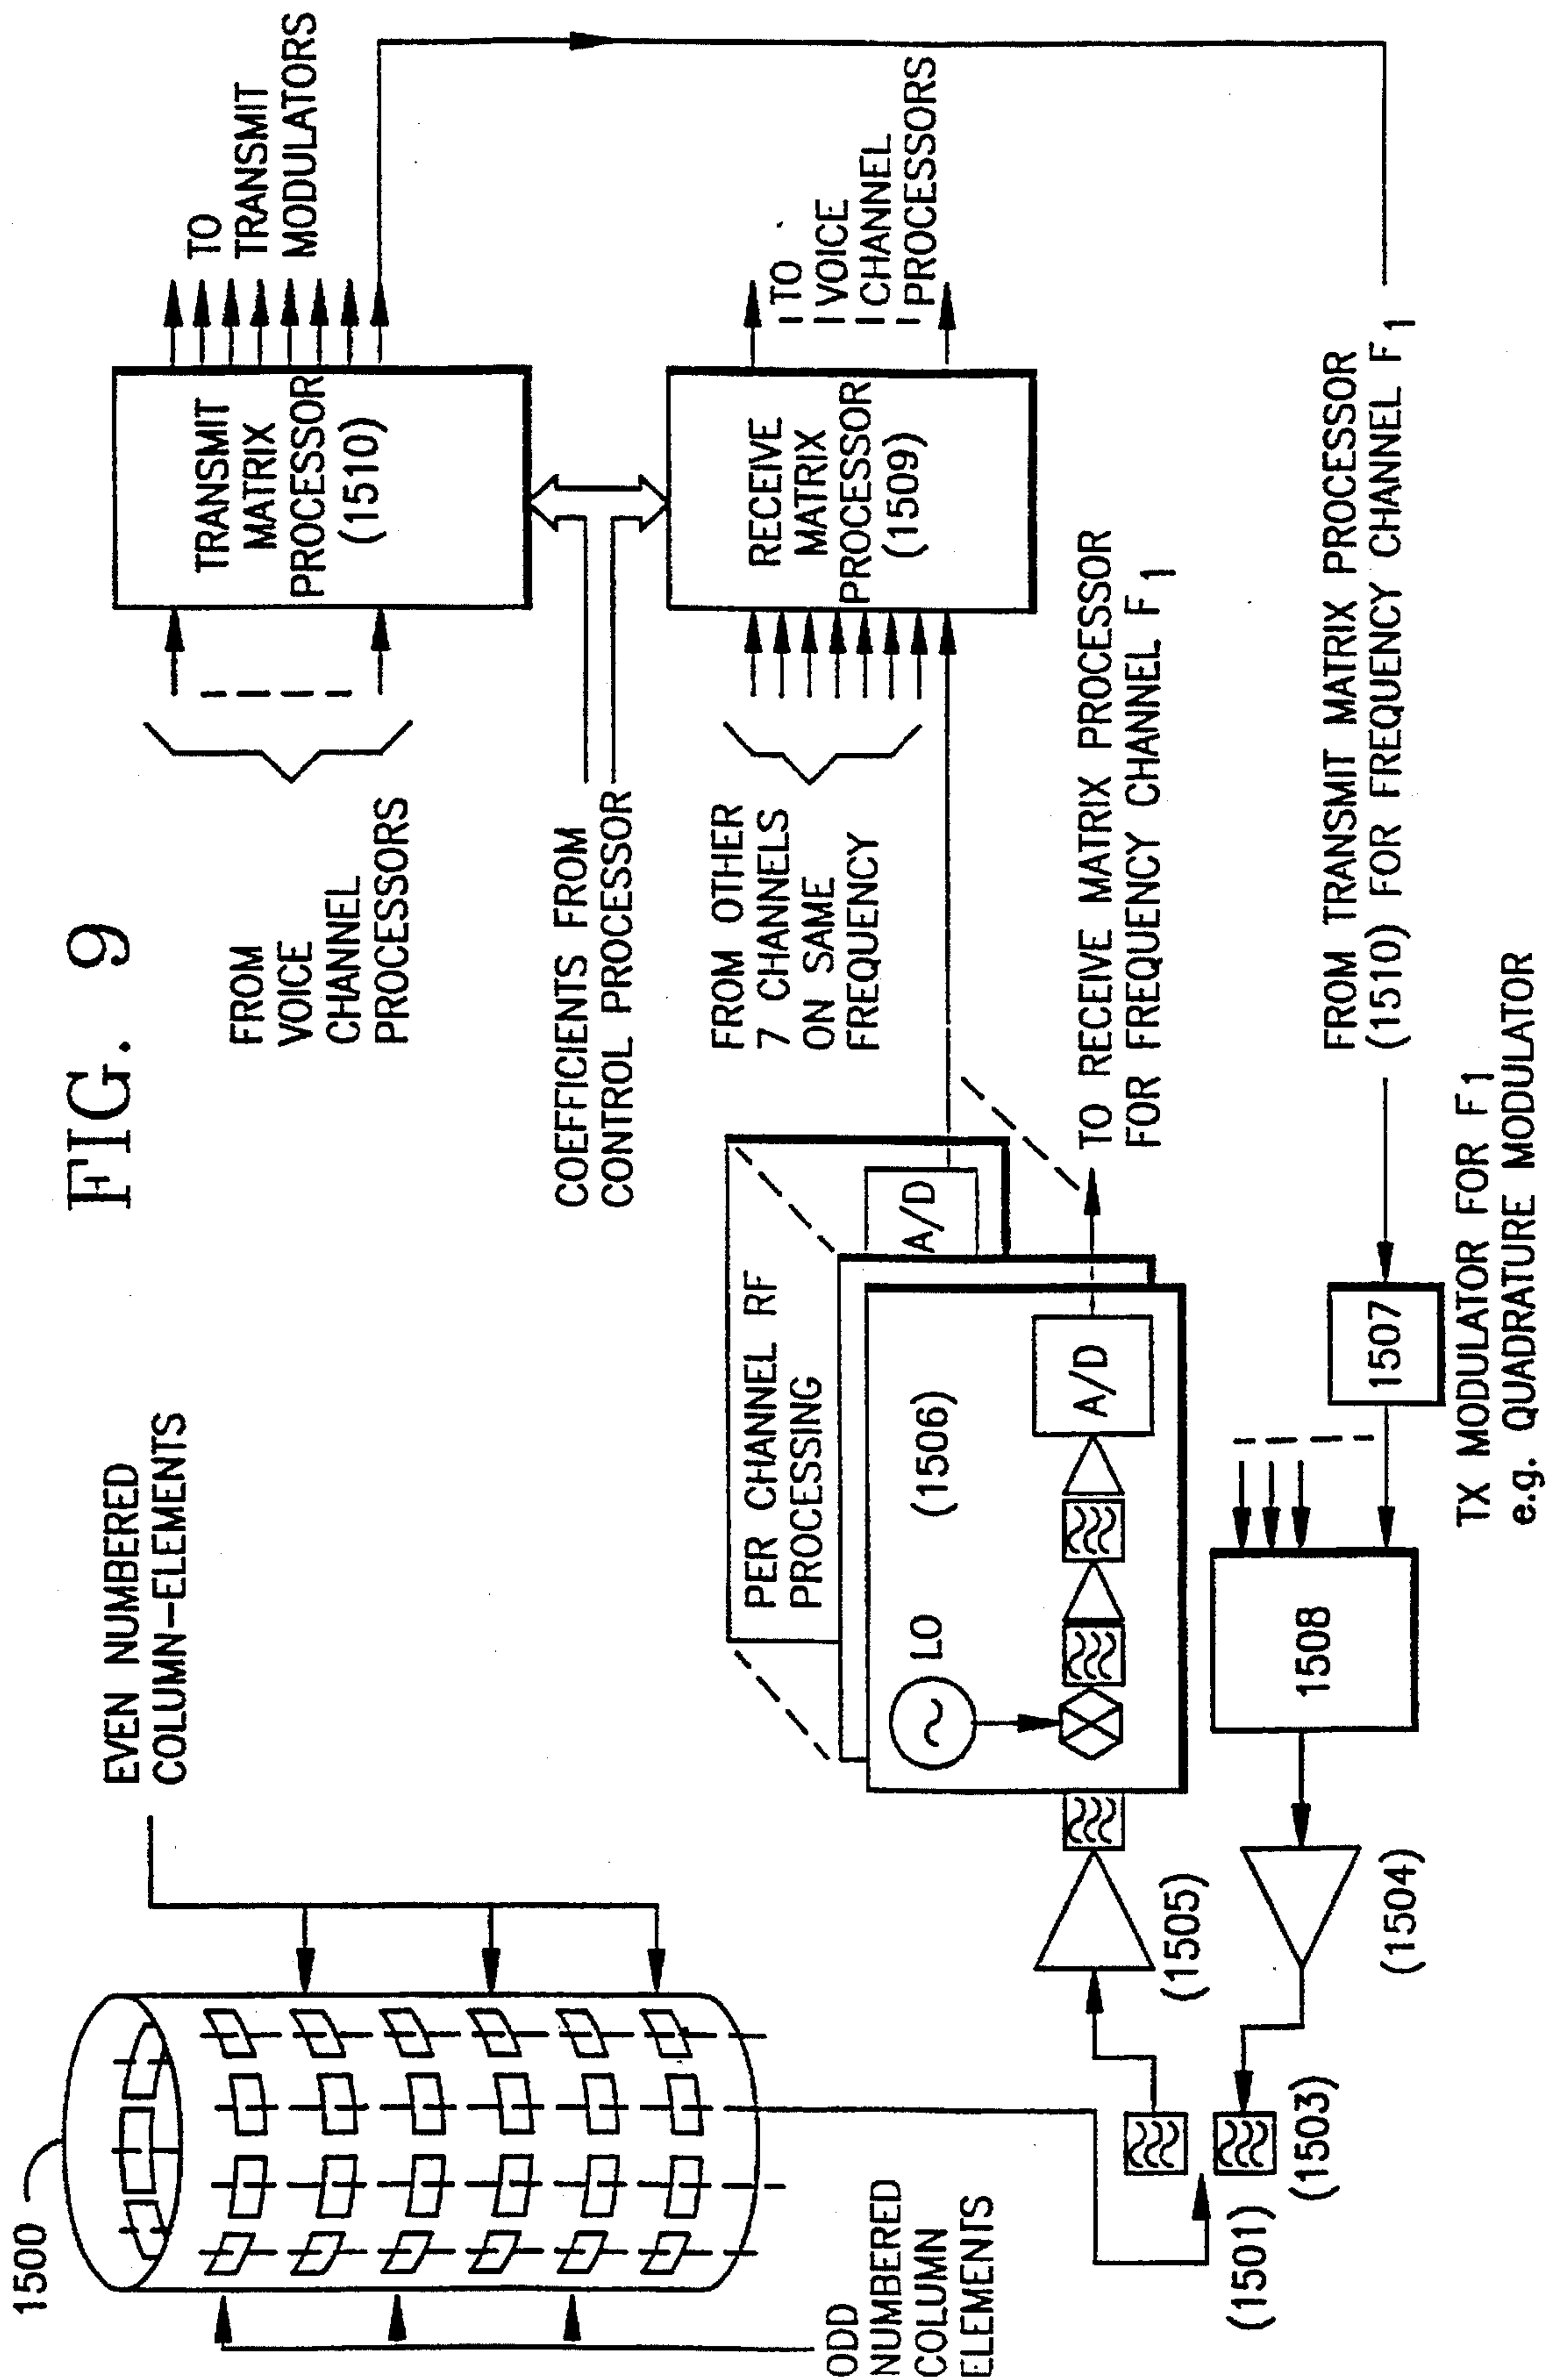 FIG. 9
1500
EVEN NUMBERED
COLUMN-ELEMENTS
ODD
NUMBERED
COLUMN
ELEMENTS
FROM
VOICE
CHANNEL
PROCESSORS
TRANSMIT
MATRIX
PROCESSOR
(1510)
TO
TRANSMIT
MODULATORS
COEFFICIENTS FROM
CONTROL PROCESSOR
FROM OTHER
7 CHANNELS
ON SAME
FREQUENCY
RECEIVE
MATRIX
PROCESSOR
(1509)
TO
VOICE
CHANNEL
PROCESSORS
PER CHANNEL RF
PROCESSING
A/D
LO
(1506)
A/D
TO RECEIVE MATRIX PROCESSOR
FOR FREQUENCY CHANNEL F1
(1505)
(1501)
(1503)
(1504)
1508
1507
FROM TRANSMIT MATRIX PROCESSOR
(1510) FOR FREQUENCY CHANNEL F1
TX MODULATOR FOR F1
e.g. QUADRATURE MODULATOR